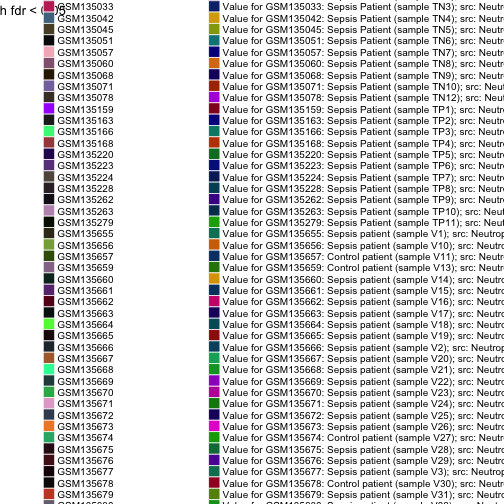 h fdr < 0.05
GSM135033 Value for GSM135033: Sepsis Patient (sample TN3); src: Neutr
GSM135042 Value for GSM135042: Sepsis Patient (sample TN4); src: Neutr
GSM135045 Value for GSM135045: Sepsis Patient (sample TN5); src: Neutr
GSM135051 Value for GSM135051: Sepsis Patient (sample TN6); src: Neutr
GSM135057 Value for GSM135057: Sepsis Patient (sample TN7); src: Neutr
GSM135060 Value for GSM135060: Sepsis Patient (sample TN8); src: Neutr
GSM135068 Value for GSM135068: Sepsis Patient (sample TN9); src: Neutr
GSM135071 Value for GSM135071: Sepsis Patient (sample TN10); src: Neu
GSM135078 Value for GSM135078: Sepsis Patient (sample TN12); src: Neu
GSM135159 Value for GSM135159: Sepsis Patient (sample TP1); src: Neutr
GSM135163 Value for GSM135163: Sepsis Patient (sample TP2); src: Neutr
GSM135166 Value for GSM135166: Sepsis Patient (sample TP3); src: Neutr
GSM135168 Value for GSM135168: Sepsis Patient (sample TP4); src: Neutr
GSM135220 Value for GSM135220: Sepsis Patient (sample TP5); src: Neutr
GSM135223 Value for GSM135223: Sepsis Patient (sample TP6); src: Neutr
GSM135224 Value for GSM135224: Sepsis Patient (sample TP7); src: Neutr
GSM135228 Value for GSM135228: Sepsis Patient (sample TP8); src: Neutr
GSM135262 Value for GSM135262: Sepsis Patient (sample TP9); src: Neutr
GSM135263 Value for GSM135263: Sepsis Patient (sample TP10); src: Neu
GSM135279 Value for GSM135279: Sepsis Patient (sample TP11); src: Neu
GSM135655 Value for GSM135655: Sepsis patient (sample V1); src: Neutrop
GSM135656 Value for GSM135656: Sepsis patient (sample V10); src: Neutro
GSM135657 Value for GSM135657: Control patient (sample V11); src: Neutr
GSM135659 Value for GSM135659: Control patient (sample V13); src: Neutr
GSM135660 Value for GSM135660: Sepsis patient (sample V14); src: Neutro
GSM135661 Value for GSM135661: Sepsis patient (sample V15); src: Neutro
GSM135662 Value for GSM135662: Sepsis patient (sample V16); src: Neutro
GSM135663 Value for GSM135663: Sepsis patient (sample V17); src: Neutro
GSM135664 Value for GSM135664: Sepsis patient (sample V18); src: Neutro
GSM135665 Value for GSM135665: Sepsis patient (sample V19); src: Neutro
GSM135666 Value for GSM135666: Sepsis patient (sample V2); src: Neutrop
GSM135667 Value for GSM135667: Sepsis patient (sample V20); src: Neutro
GSM135668 Value for GSM135668: Sepsis patient (sample V21); src: Neutro
GSM135669 Value for GSM135669: Sepsis patient (sample V22); src: Neutro
GSM135670 Value for GSM135670: Sepsis patient (sample V23); src: Neutro
GSM135671 Value for GSM135671: Sepsis patient (sample V24); src: Neutro
GSM135672 Value for GSM135672: Sepsis patient (sample V25); src: Neutro
GSM135673 Value for GSM135673: Sepsis patient (sample V26); src: Neutro
GSM135674 Value for GSM135674: Control patient (sample V27); src: Neutr
GSM135675 Value for GSM135675: Sepsis patient (sample V28); src: Neutro
GSM135676 Value for GSM135676: Sepsis patient (sample V29); src: Neutro
GSM135677 Value for GSM135677: Sepsis patient (sample V3); src: Neutrop
GSM135678 Value for GSM135678: Control patient (sample V30); src: Neutr
GSM135679 Value for GSM135679: Sepsis patient (sample V31); src: Neutro